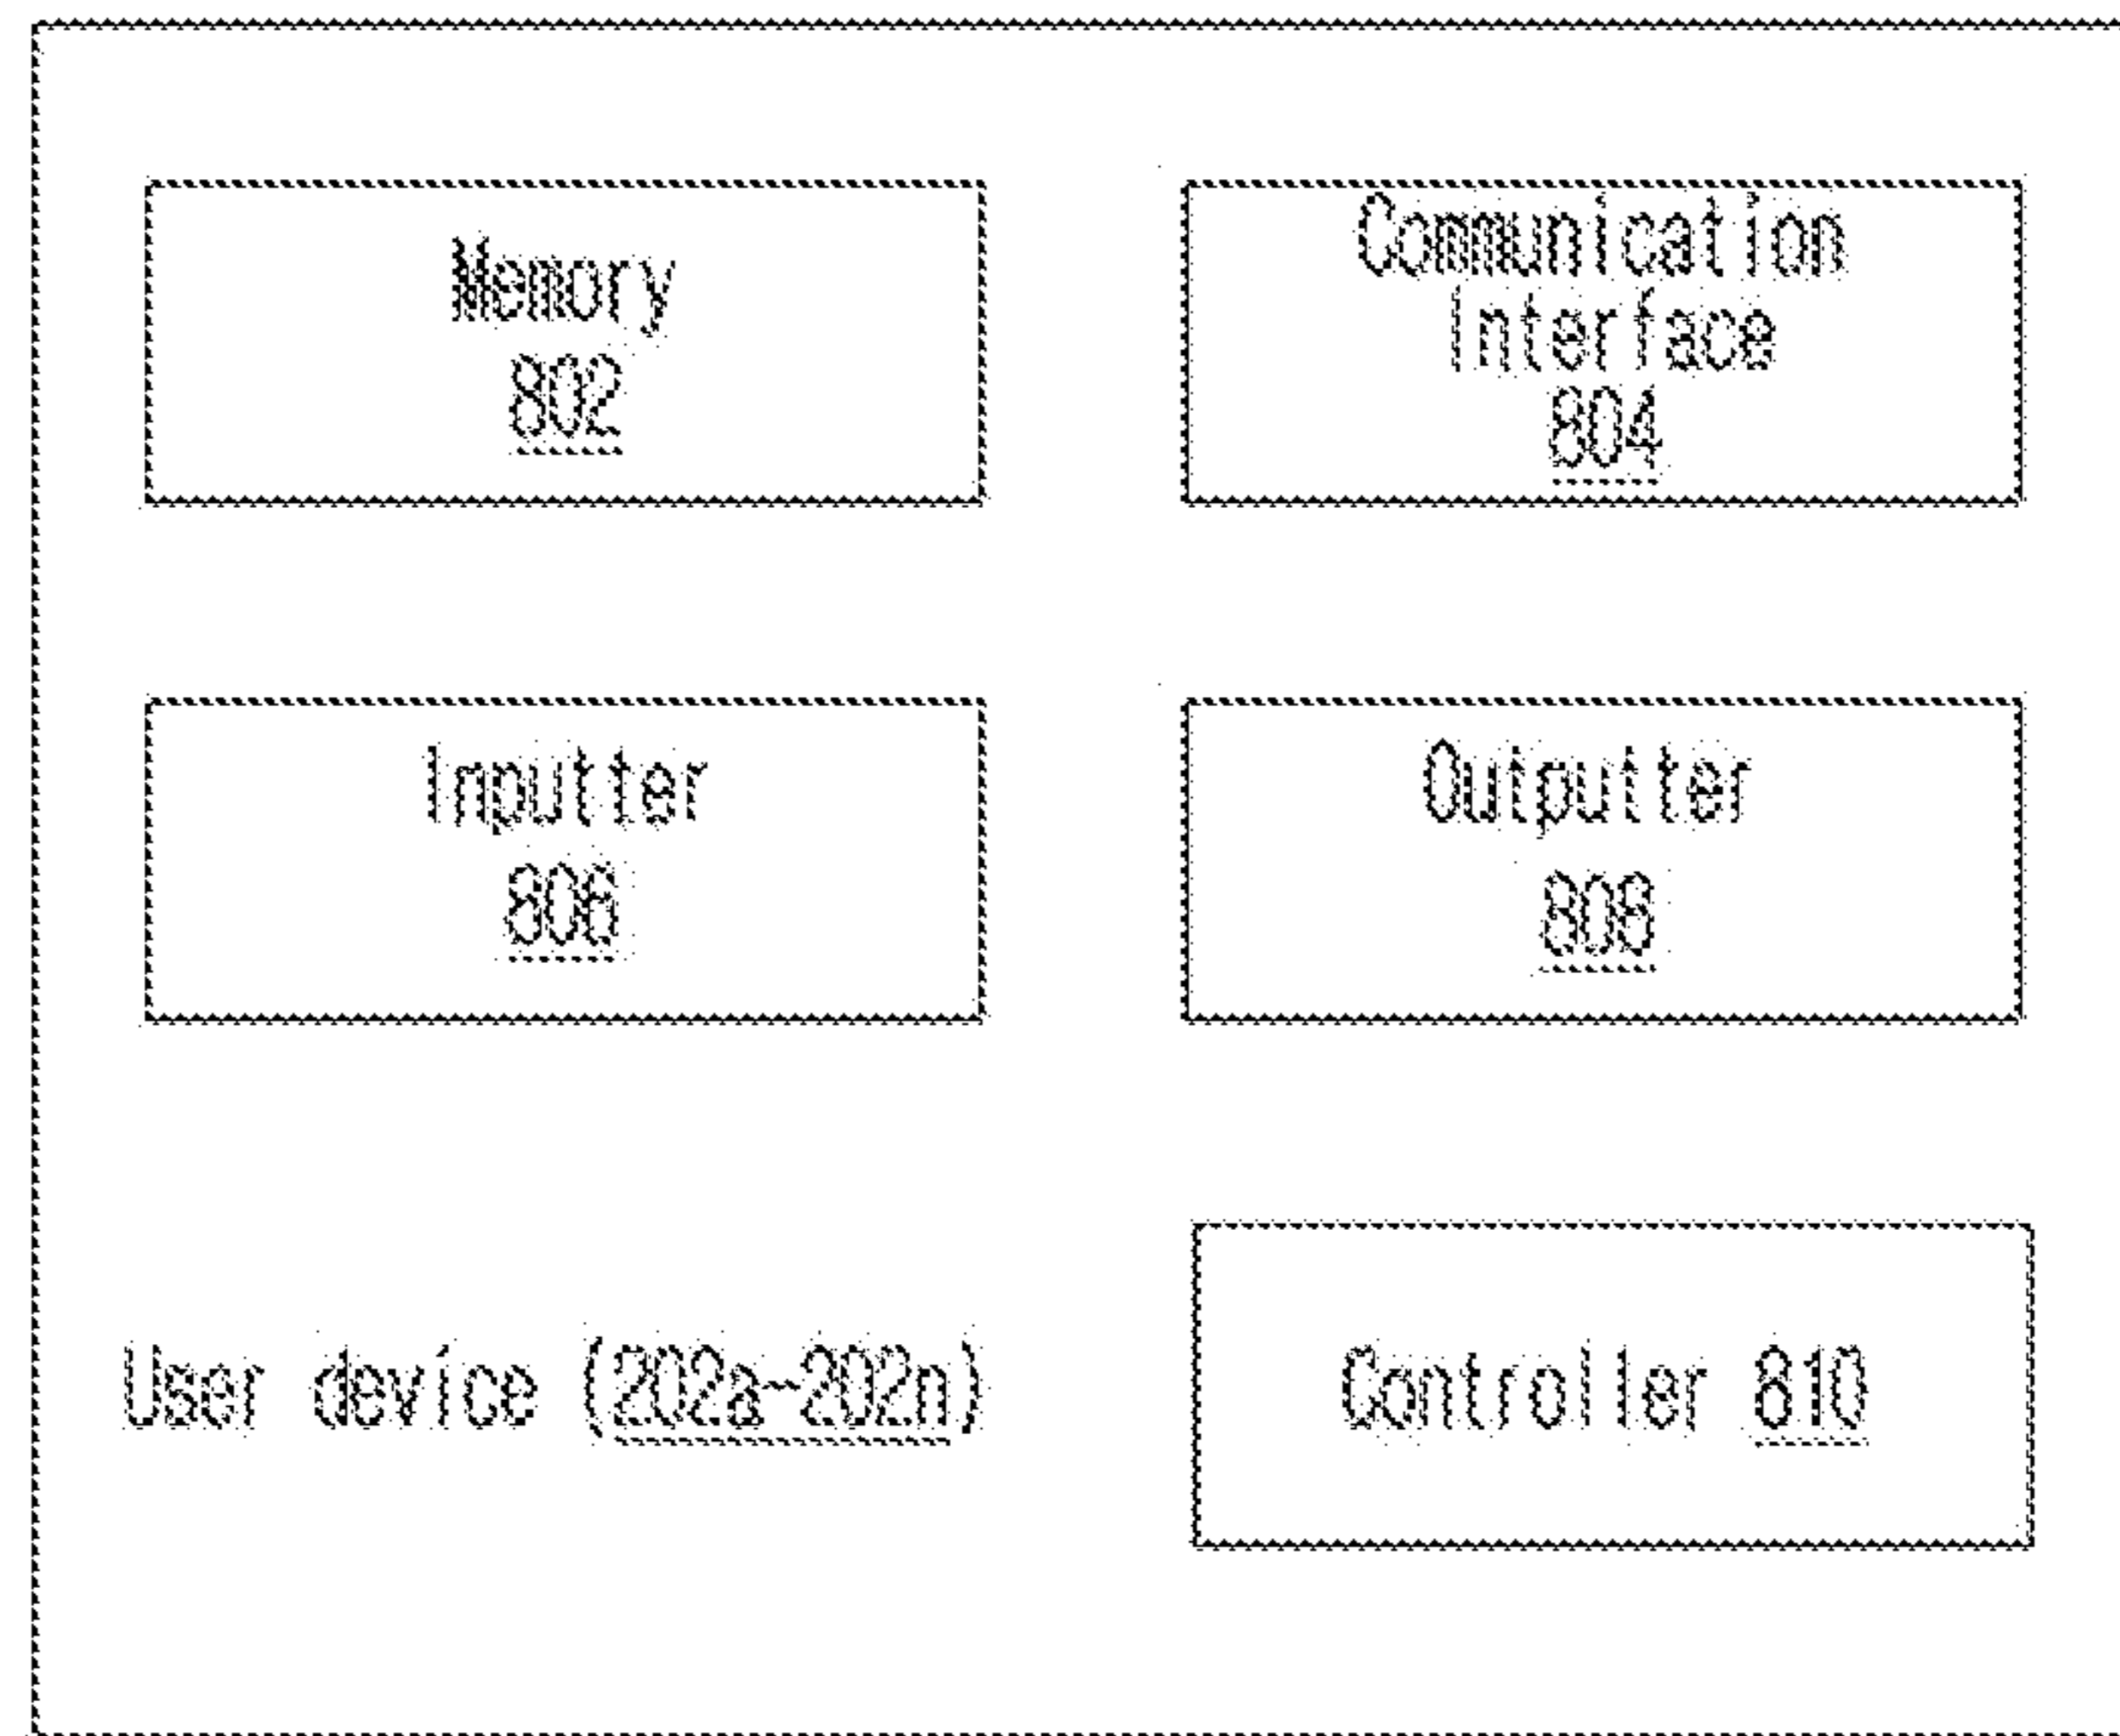 Memory
802
Communication
Interface
804
Inputter
806
Outputter
808
User device (202a-202n)
Controller 810